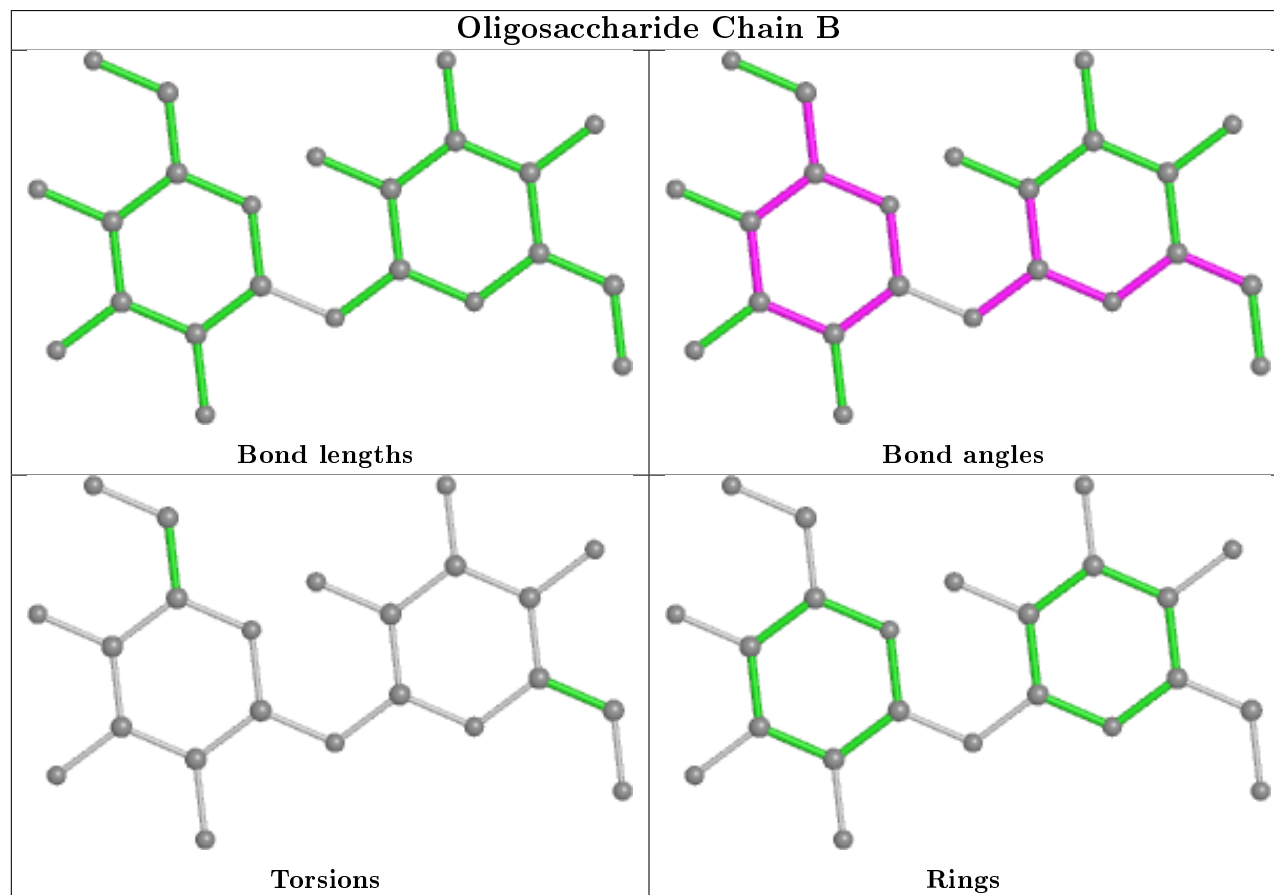 Oligosaccharide Chain B
Bond lengths
Bond angles
Torsions
Rings